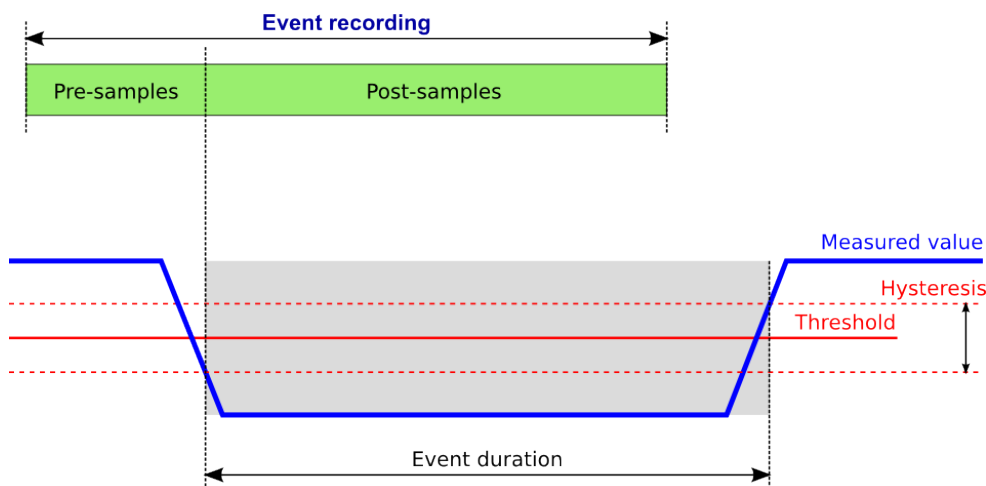 Event recording
Pre-samples
Post-samples
Measured value
Hysteresis
Threshold
Event duration